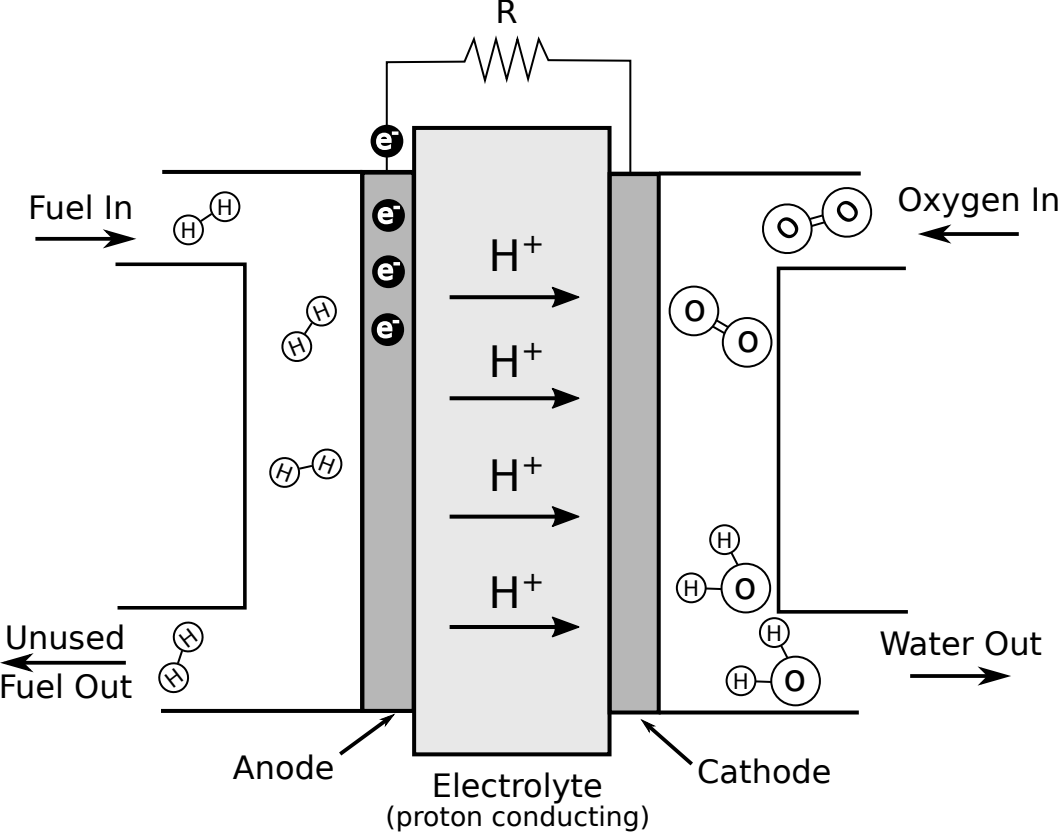 R
e-
Fuel In
H H
e-
O O
Oxygen In
e-
H+
H H
e-
O O
H+
H H
H+
H
H O
H+
Unused
Fuel Out
H
H
H
H O
Water Out
Anode
Electrolyte
(proton conducting)
Cathode